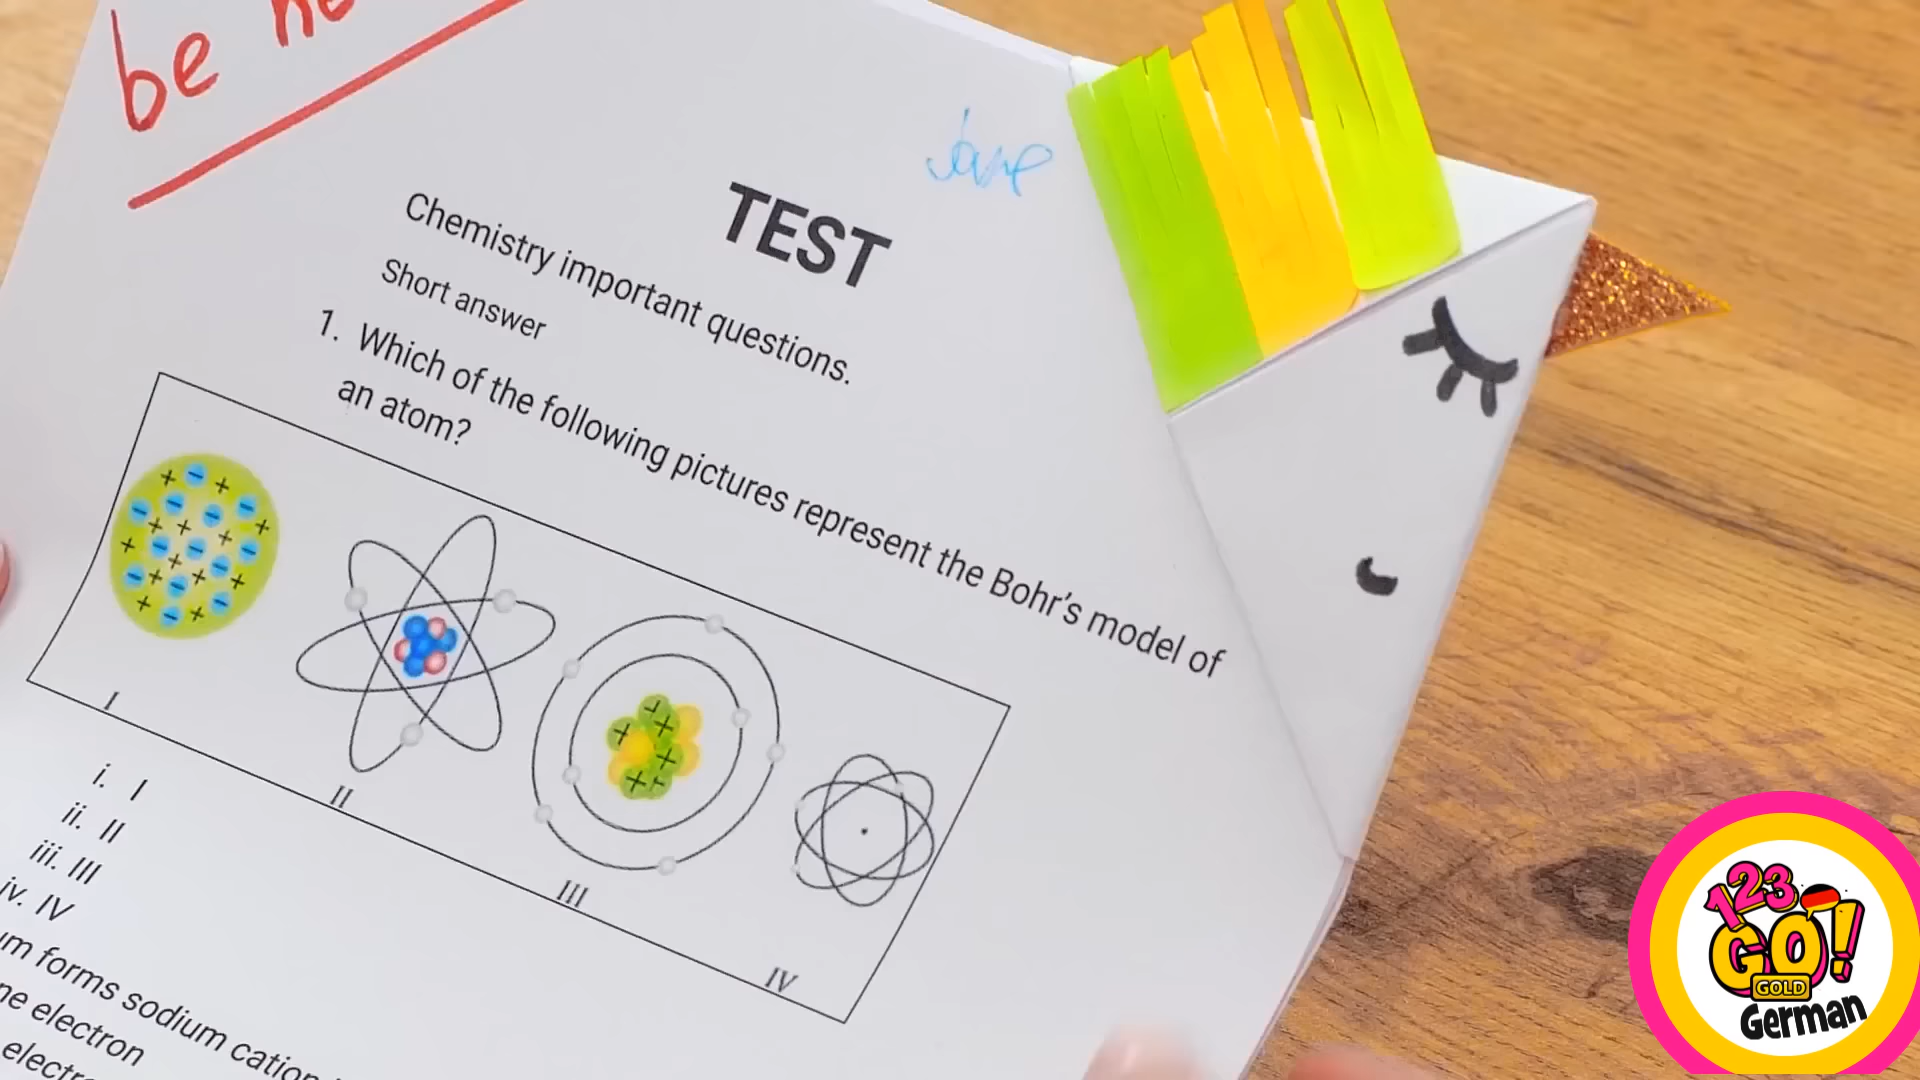 be
Jane
TEST
Chemistry important questions.
Short answer
1. Which of the following pictures represent the Bohr's model of
an atom?
I
II
III
IV
i. I
ii. II
iii. III
iv. IV
forms sodium cation
electron
123
GO!
GOLD
German